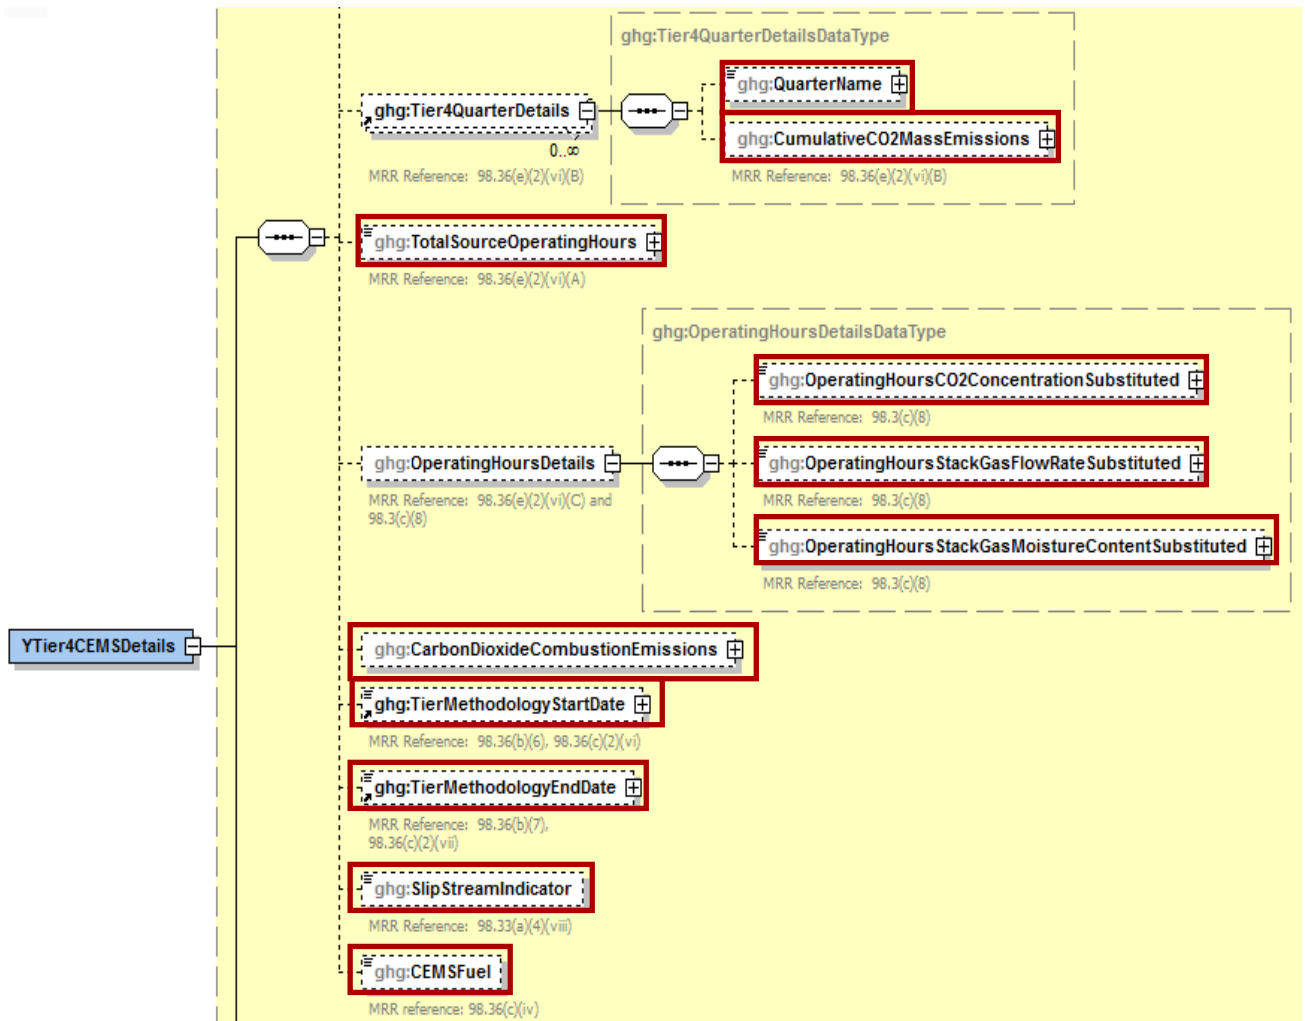 ghg:Tier4QuarterDetailsDataType
ghg:QuarterName
ghg:Tier4QuarterDetails
ghg:CumulativeCO2MassEmissions
0..∞
MRR Reference: 98.36(e)(2)(vi)(B)
MRR Reference: 98.36(e)(2)(vi)(B)
ghg:TotalSourceOperatingHours
MRR Reference: 98.36(e)(2)(vi)(A)
ghg:OperatingHoursDetailsDataType
ghg:OperatingHoursCO2ConcentrationSubstituted
MRR Reference: 98.3(c)(8)
ghg:OperatingHoursDetails
ghg:OperatingHoursStackGasFlowRateSubstituted
MRR Reference: 98.36(e)(2)(vi)(C) and
98.3(c)(8)
MRR Reference: 98.3(c)(8)
ghg:OperatingHoursStackGasMoistureContentSubstituted
MRR Reference: 98.3(c)(8)
YTier4CEMSDetails
ghg:CarbonDioxideCombustionEmissions
ghg:TierMethodologyStartDate
MRR Reference: 98.36(b)(6), 98.36(c)(2)(vi)
ghg:TierMethodologyEndDate
MRR Reference: 98.36(b)(7),
98.36(c)(2)(vii)
ghg:SlipStreamIndicator
MRR Reference: 98.33(a)(4)(viii)
ghg:CEMSFuel
MRR reference: 98.36(c)(iv)